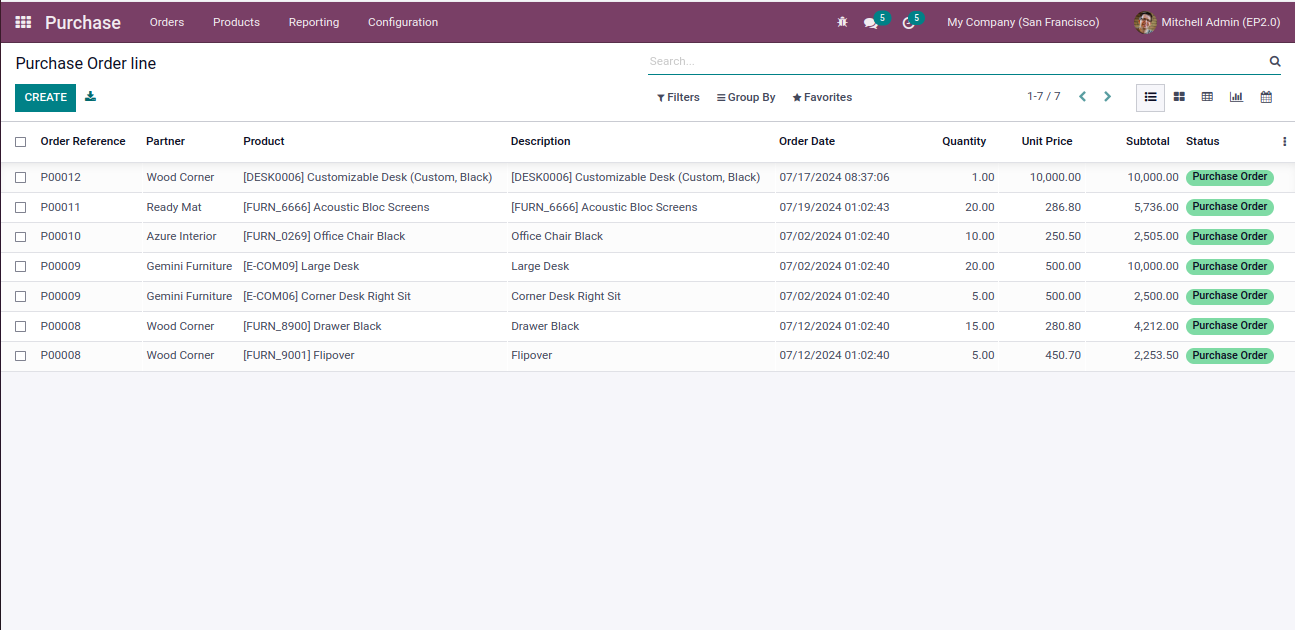 Purchase Orders Products Reporting Configuration 5 5 My Company (San Francisco) Mitchell Admin (EP2.0)
Purchase Order line Search...
CREATE Filters Group By Favorites 1-7 / 7
Order Reference Partner Product Description Order Date Quantity Unit Price Subtotal Status
P00012 Wood Corner [DESK0006] Customizable Desk (Custom, Black) [DESK0006] Customizable Desk (Custom, Black) 07/17/2024 08:37:06 1.00 10,000.00 10,000.00 Purchase Order
P00011 Ready Mat [FURN_6666] Acoustic Bloc Screens [FURN_6666] Acoustic Bloc Screens 07/19/2024 01:02:43 20.00 286.80 5,736.00 Purchase Order
P00010 Azure Interior [FURN_0269] Office Chair Black Office Chair Black 07/02/2024 01:02:40 10.00 250.50 2,505.00 Purchase Order
P00009 Gemini Furniture [E-COM09] Large Desk Large Desk 07/02/2024 01:02:40 20.00 500.00 10,000.00 Purchase Order
P00009 Gemini Furniture [E-COM06] Corner Desk Right Sit Corner Desk Right Sit 07/02/2024 01:02:40 5.00 500.00 2,500.00 Purchase Order
P00008 Wood Corner [FURN_8900] Drawer Black Drawer Black 07/12/2024 01:02:40 15.00 280.80 4,212.00 Purchase Order
P00008 Wood Corner [FURN_9001] Flipover Flipover 07/12/2024 01:02:40 5.00 450.70 2,253.50 Purchase Order